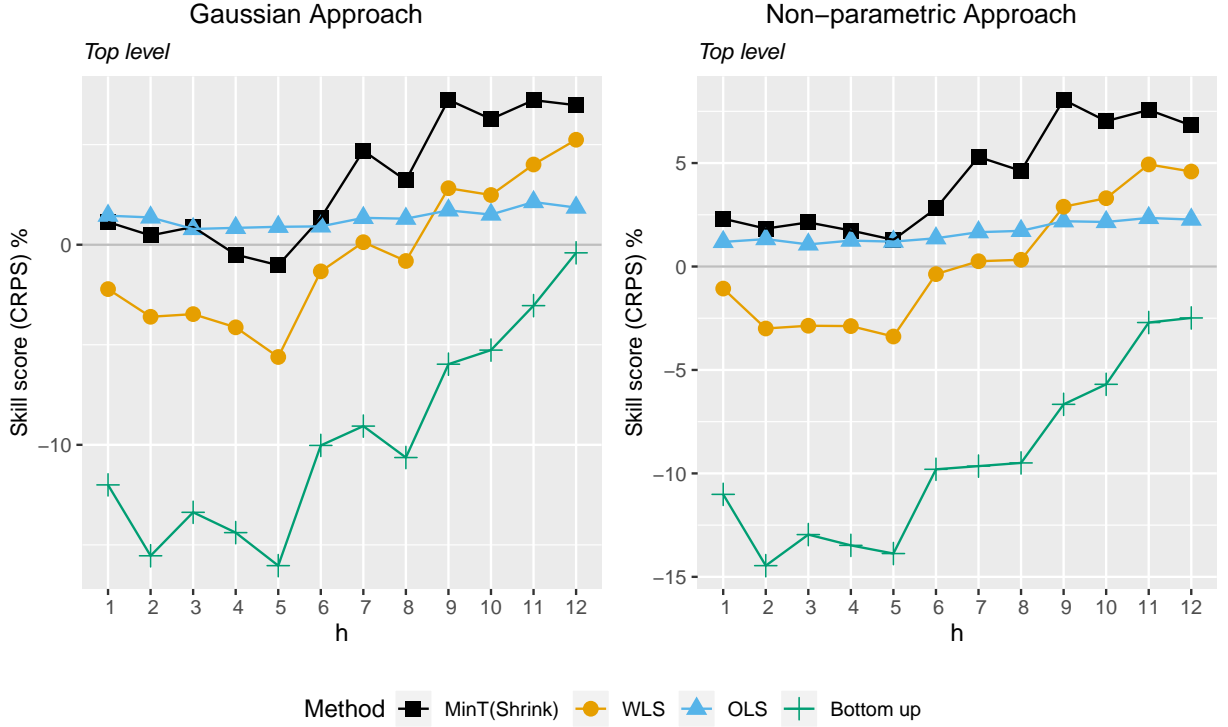 Gaussian Approach
Top level
Skill score (CRPS) %
0
−10
1 2 3 4 5 6 7 8 9 10 11 12
h
Non−parametric Approach
Top level
Skill score (CRPS) %
5
0
−5
−10
−15
1 2 3 4 5 6 7 8 9 10 11 12
h
Method MinT(Shrink) WLS OLS Bottom up